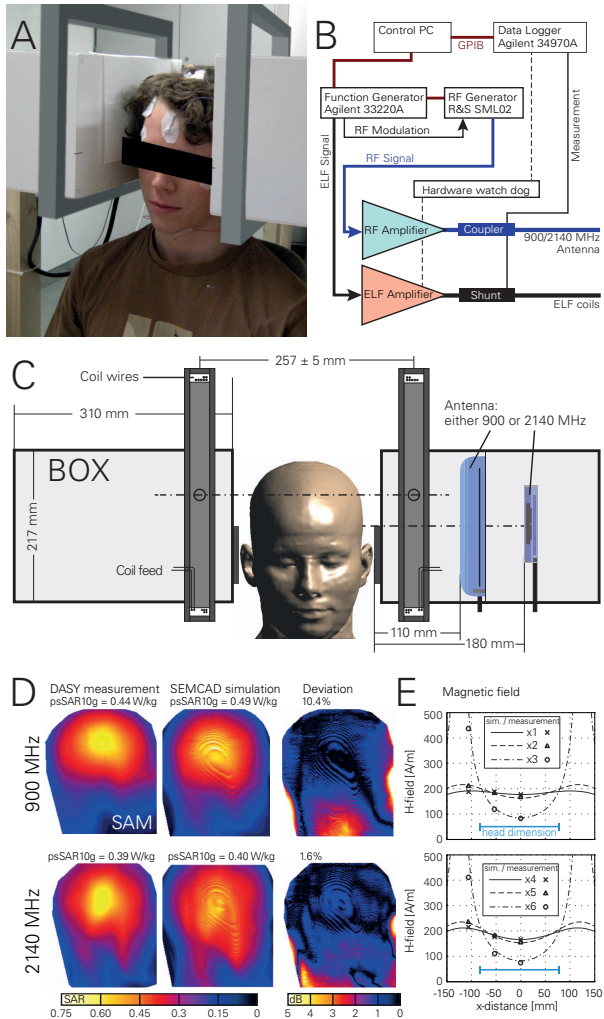 A
B
Control PC
Data Logger
Agilent 34970A
GPIB
Function Generator
Agilent 33220A
RF Generator
R&S SML02
RF Modulation
ELF Signal
RF Signal
Measurement
Hardware watch dog
RF Amplifier
Coupler
900/2140 MHz
Antenna
ELF Amplifier
Shunt
ELF coils
C
257 ± 5 mm
Coil wires
310 mm
Antenna:
either 900 or 2140 MHz
BOX
217 mm
Coil feed
110 mm
180 mm
D
DASY measurement
SEMCAD simulation
Deviation
psSAR10g = 0.44 W/kg
psSAR10g = 0.49 W/kg
10.4%
900 MHz
SAM
psSAR10g = 0.39 W/kg
psSAR10g = 0.40 W/kg
1.6%
2140 MHz
SAR
0.75 0.60 0.45 0.30 0.15 0
dB
5 4 3 2 1 0
E
Magnetic field
500
400
300
200
100
0
H-field [A/m]
sim. / measurement
x1
x2
x3
head dimension
500
400
300
200
100
0
H-field [A/m]
sim. / measurement
x4
x5
x6
-150 -100 -50 0 50 100 150
x-distance [mm]